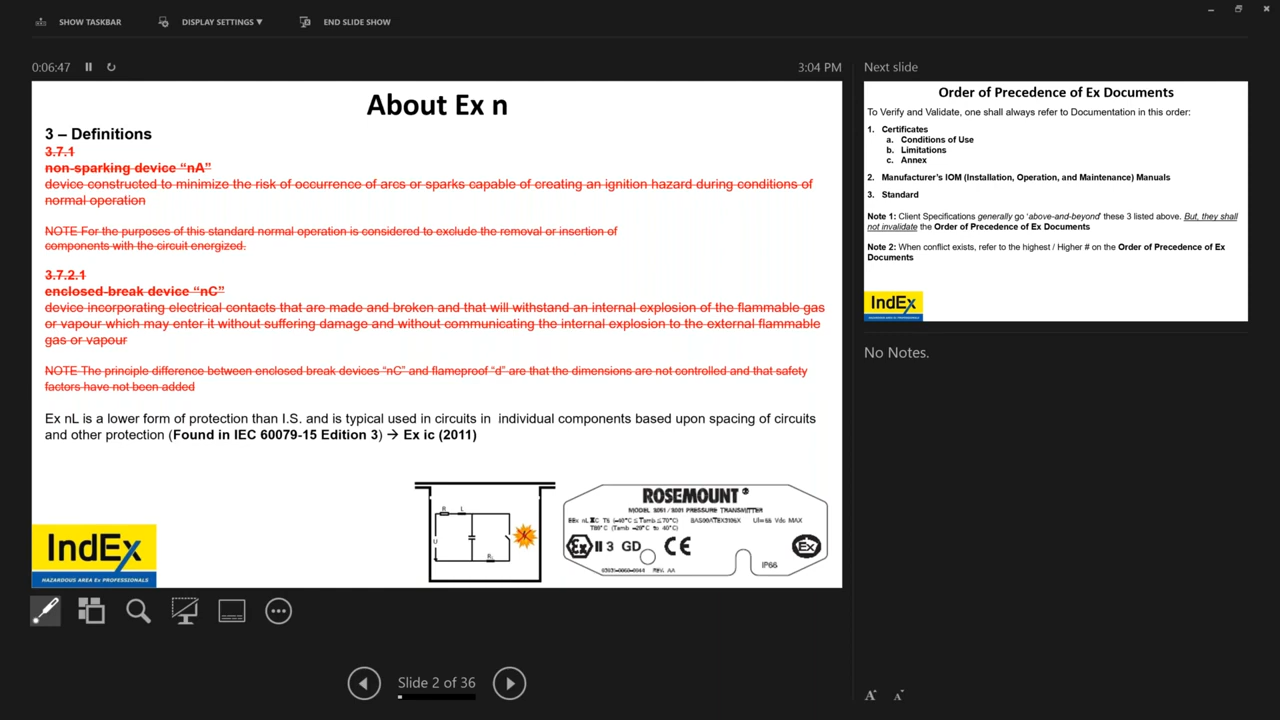 SHOW TASKBAR
DISPLAY SETTINGS ▼
END SLIDE SHOW
0:06:47
3:04 PM
About Ex n
3 – Definitions
3.7.1
non-sparking device “nA”
device constructed to minimize the risk of occurrence of arcs or sparks capable of creating an ignition hazard during conditions of
normal operation
NOTE For the purposes of this standard normal operation is considered to exclude the removal or insertion of
components with the circuit energized.
3.7.2.1
enclosed-break device “nC”
device incorporating electrical contacts that are made and broken and that will withstand an internal explosion of the flammable gas
or vapour which may enter it without suffering damage and without communicating the internal explosion to the external flammable
gas or vapour
NOTE The principle difference between enclosed break devices “nC” and flameproof “d” are that the dimensions are not controlled and that safety
factors have not been added
Ex nL is a lower form of protection than I.S. and is typical used in circuits in individual components based upon spacing of circuits
and other protection (Found in IEC 60079-15 Edition 3) → Ex ic (2011)
R L
U
ROSEMOUNT ®
MODEL 3051 / 3001 PRESSURE TRANSMITTER
Ex II 3 GD CE Ex
REV. AA
IP66
IndEx
HAZARDOUS AREA Ex PROFESSIONALS
Slide 2 of 36
Next slide
Order of Precedence of Ex Documents
To Verify and Validate, one shall always refer to Documentation in this order:
1. Certificates
a. Conditions of Use
b. Limitations
c. Annex
2. Manufacturer’s IOM (Installation, Operation, and Maintenance) Manuals
3. Standard
Note 1: Client Specifications generally go ‘above-and-beyond’ these 3 listed above. But, they shall
not invalidate the Order of Precedence of Ex Documents
Note 2: When conflict exists, refer to the highest / Higher # on the Order of Precedence of Ex
Documents
IndEx
HAZARDOUS AREA Ex PROFESSIONALS
No Notes.
A A